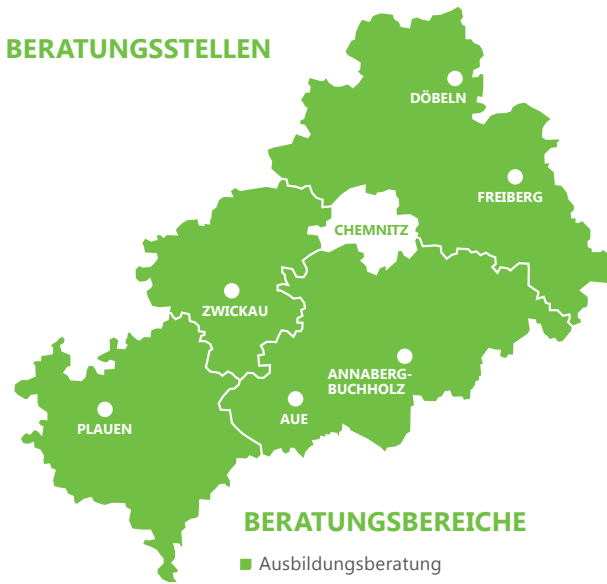 BERATUNGSSTELLEN
DÖBELN
FREIBERG
CHEMNITZ
ZWICKAU
ANNABERG-
BUCHHOLZ
AUE
PLAUEN
BERATUNGSBEREICHE
Ausbildungsberatung